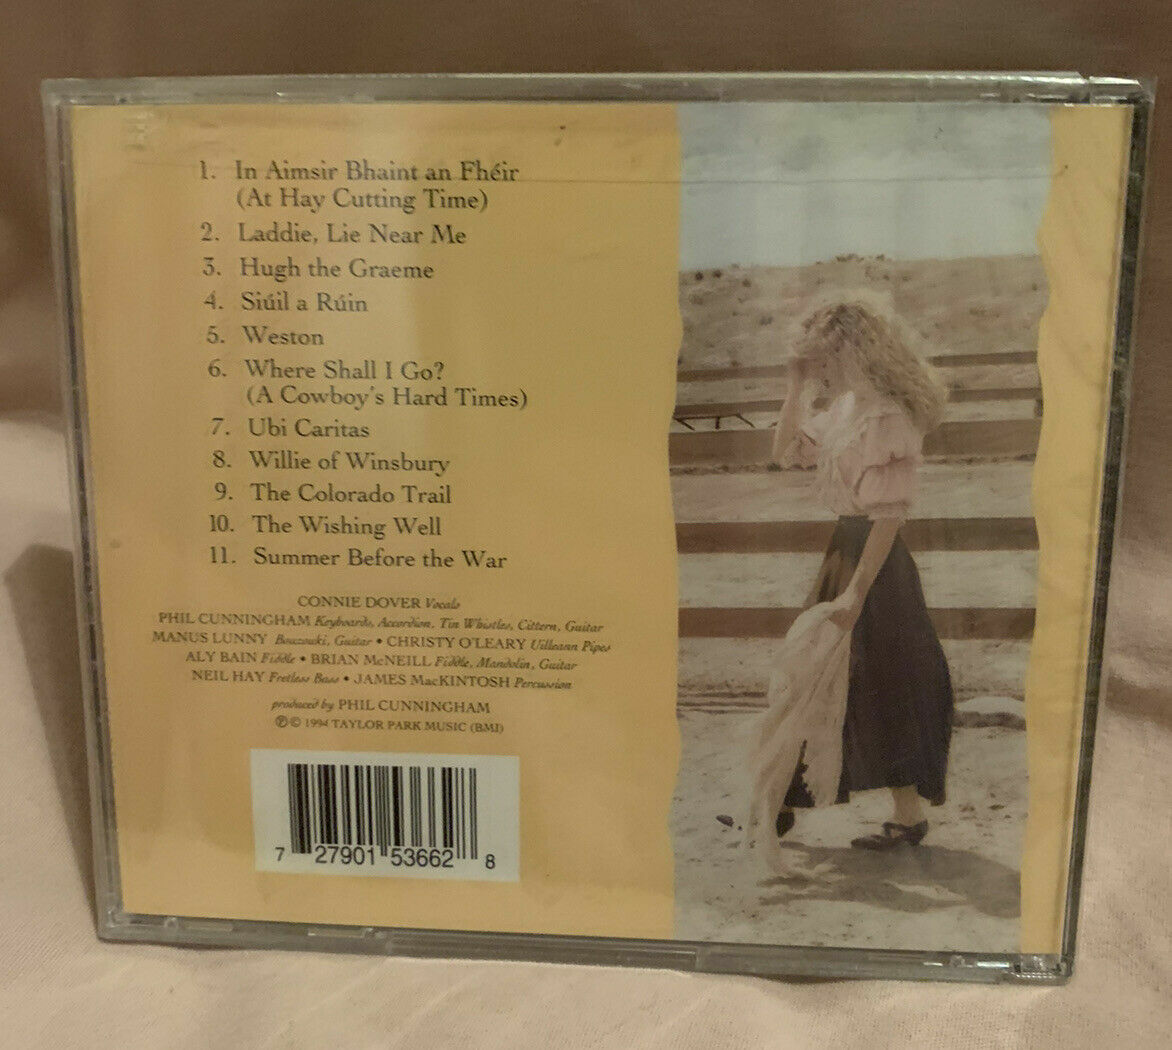 1. In Aimsir Bhaint an Fhéir
(At Hay Cutting Time)
2. Laddie, Lie Near Me
3. Hugh the Graeme
4. Siúil a Rúin
5. Weston
6. Where Shall I Go?
(A Cowboy's Hard Times)
7. Ubi Caritas
8. Willie of Winsbury
9. The Colorado Trail
10. The Wishing Well
11. Summer Before the War
CONNIE DOVER Vocals
PHIL CUNNINGHAM Keyboards, Accordion, Tin Whistles, Cittern, Guitar
MANUS LUNNY Bouzouki, Guitar • CHRISTY O'LEARY Uilleann Pipes
ALY BAIN Fiddle • BRIAN McNEILL Fiddle, Mandolin, Guitar
NEIL HAY Fretless Bass • JAMES MacKINTOSH Percussion
produced by PHIL CUNNINGHAM
℗© 1994 TAYLOR PARK MUSIC (BMI)
7 27901 53662 8